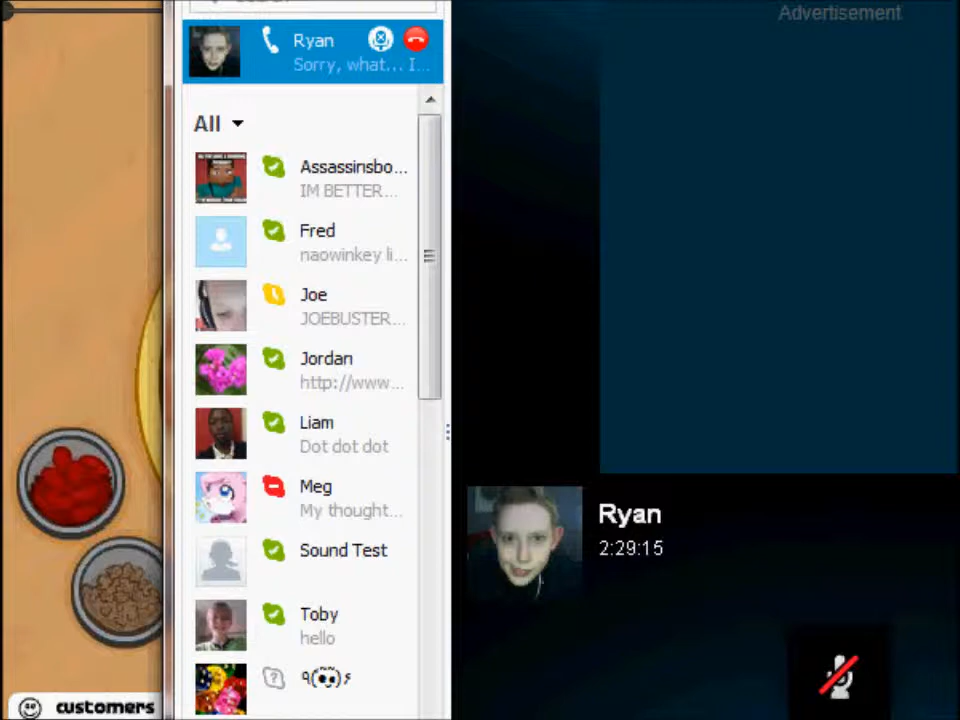 Advertisement
Ryan
Sorry, what... I...
All
Assassinsbo...
IM BETTER...
Fred
naowinkey li...
Joe
JOEBUSTER...
Jordan
http://www...
Liam
Dot dot dot
Meg
My thought...
Sound Test
Toby
hello
Ryan
2:29:15
customers